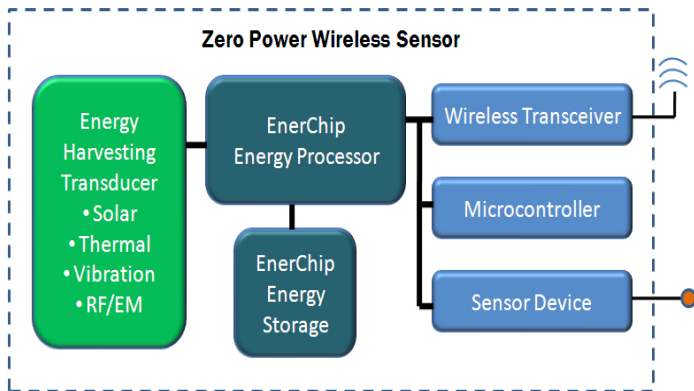 Zero Power Wireless Sensor
Energy
Harvesting
Transducer
•Solar
•Thermal
•Vibration
•RF/EM
EnerChip
Energy Processor
EnerChip
Energy
Storage
Wireless Transceiver
Microcontroller
Sensor Device